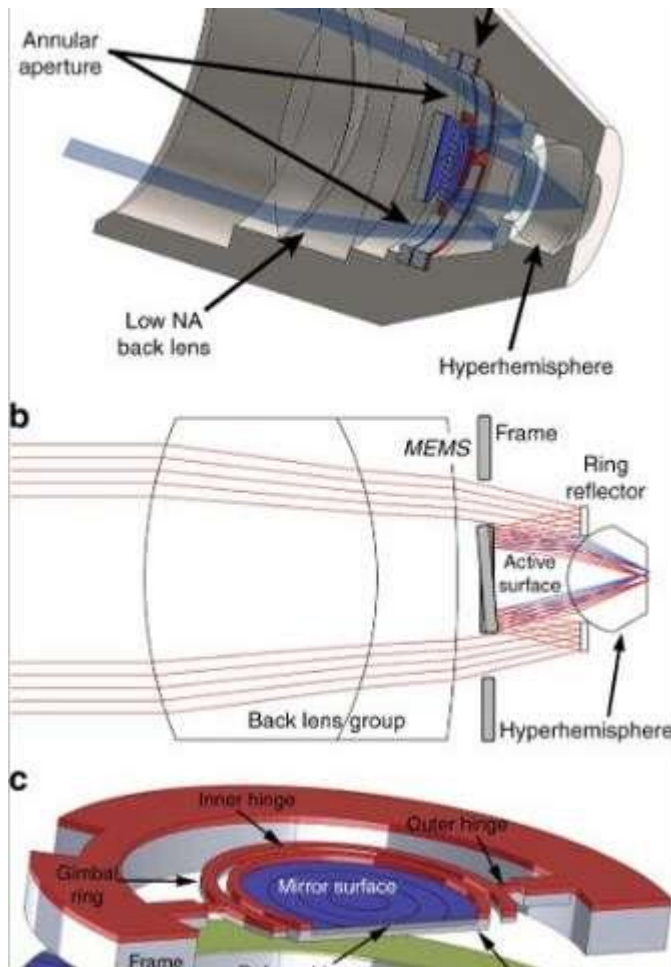 Annular
aperture
Low NA
back lens
Hyperhemisphere
b
MEMS
Frame
Ring
reflector
Active
surface
Back lens group
Hyperhemisphere
c
Inner hinge
Outer hinge
Gimbal
ring
Mirror surface
Frame